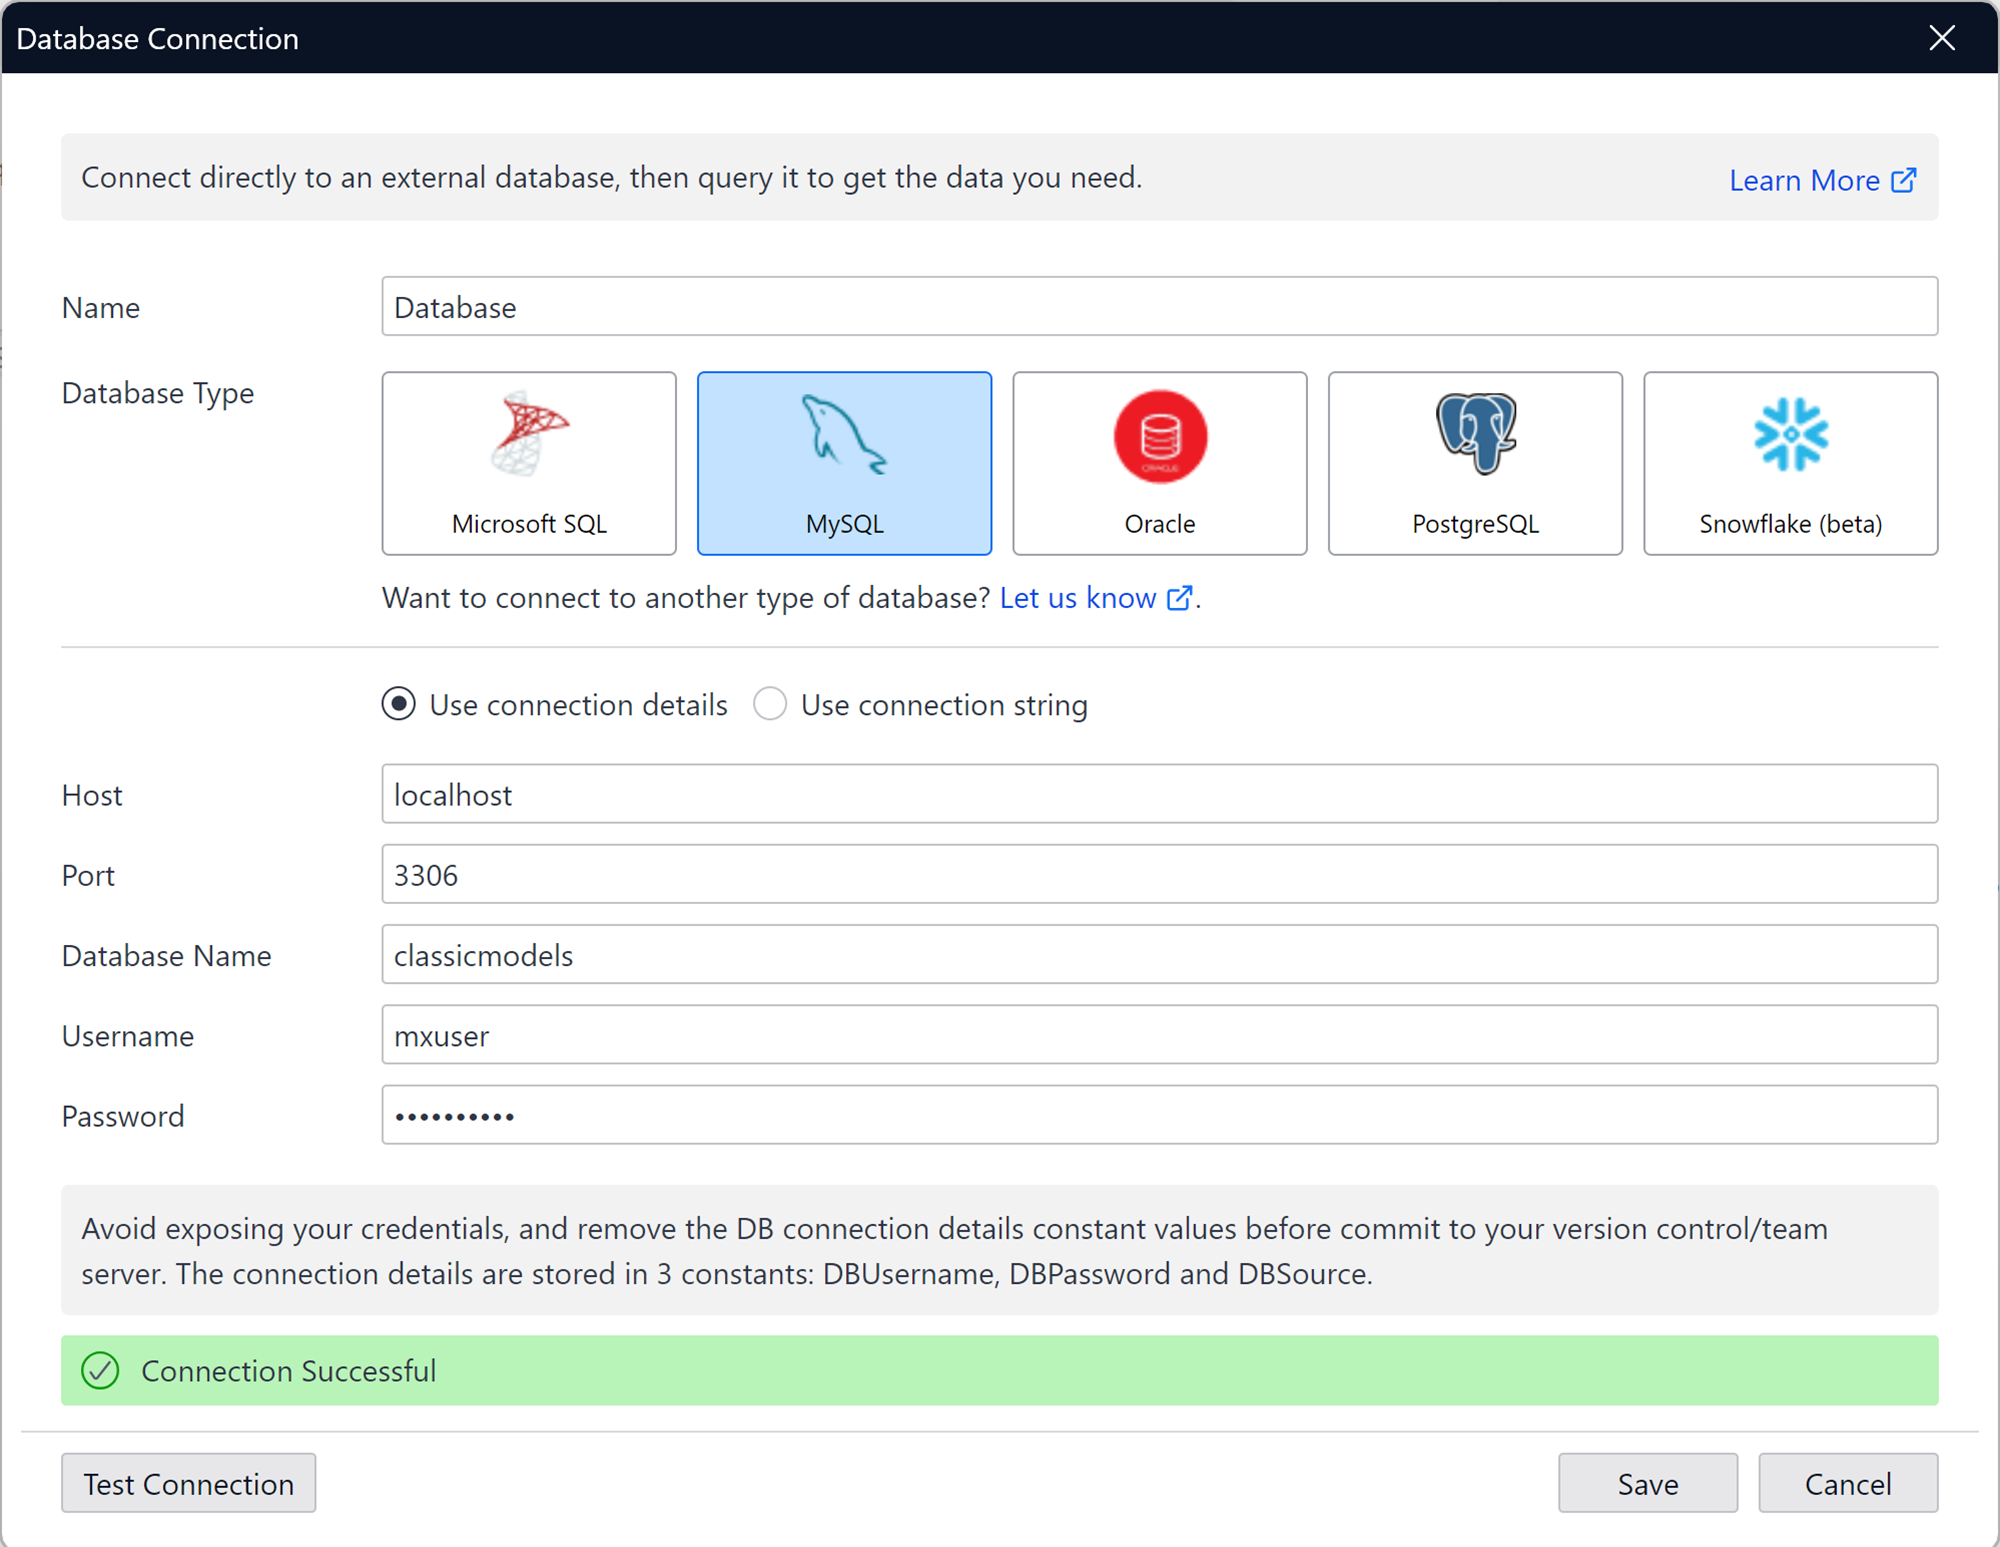 Database Connection
Connect directly to an external database, then query it to get the data you need.
Learn More
Name
Database
Database Type
Microsoft SQL
MySQL
ORACLE
Oracle
PostgreSQL
Snowflake (beta)
Want to connect to another type of database? Let us know.
Use connection details
Use connection string
Host
localhost
Port
3306
Database Name
classicmodels
Username
mxuser
Password
••••••••••
Avoid exposing your credentials, and remove the DB connection details constant values before commit to your version control/team
server. The connection details are stored in 3 constants: DBUsername, DBPassword and DBSource.
Connection Successful
Test Connection
Save
Cancel